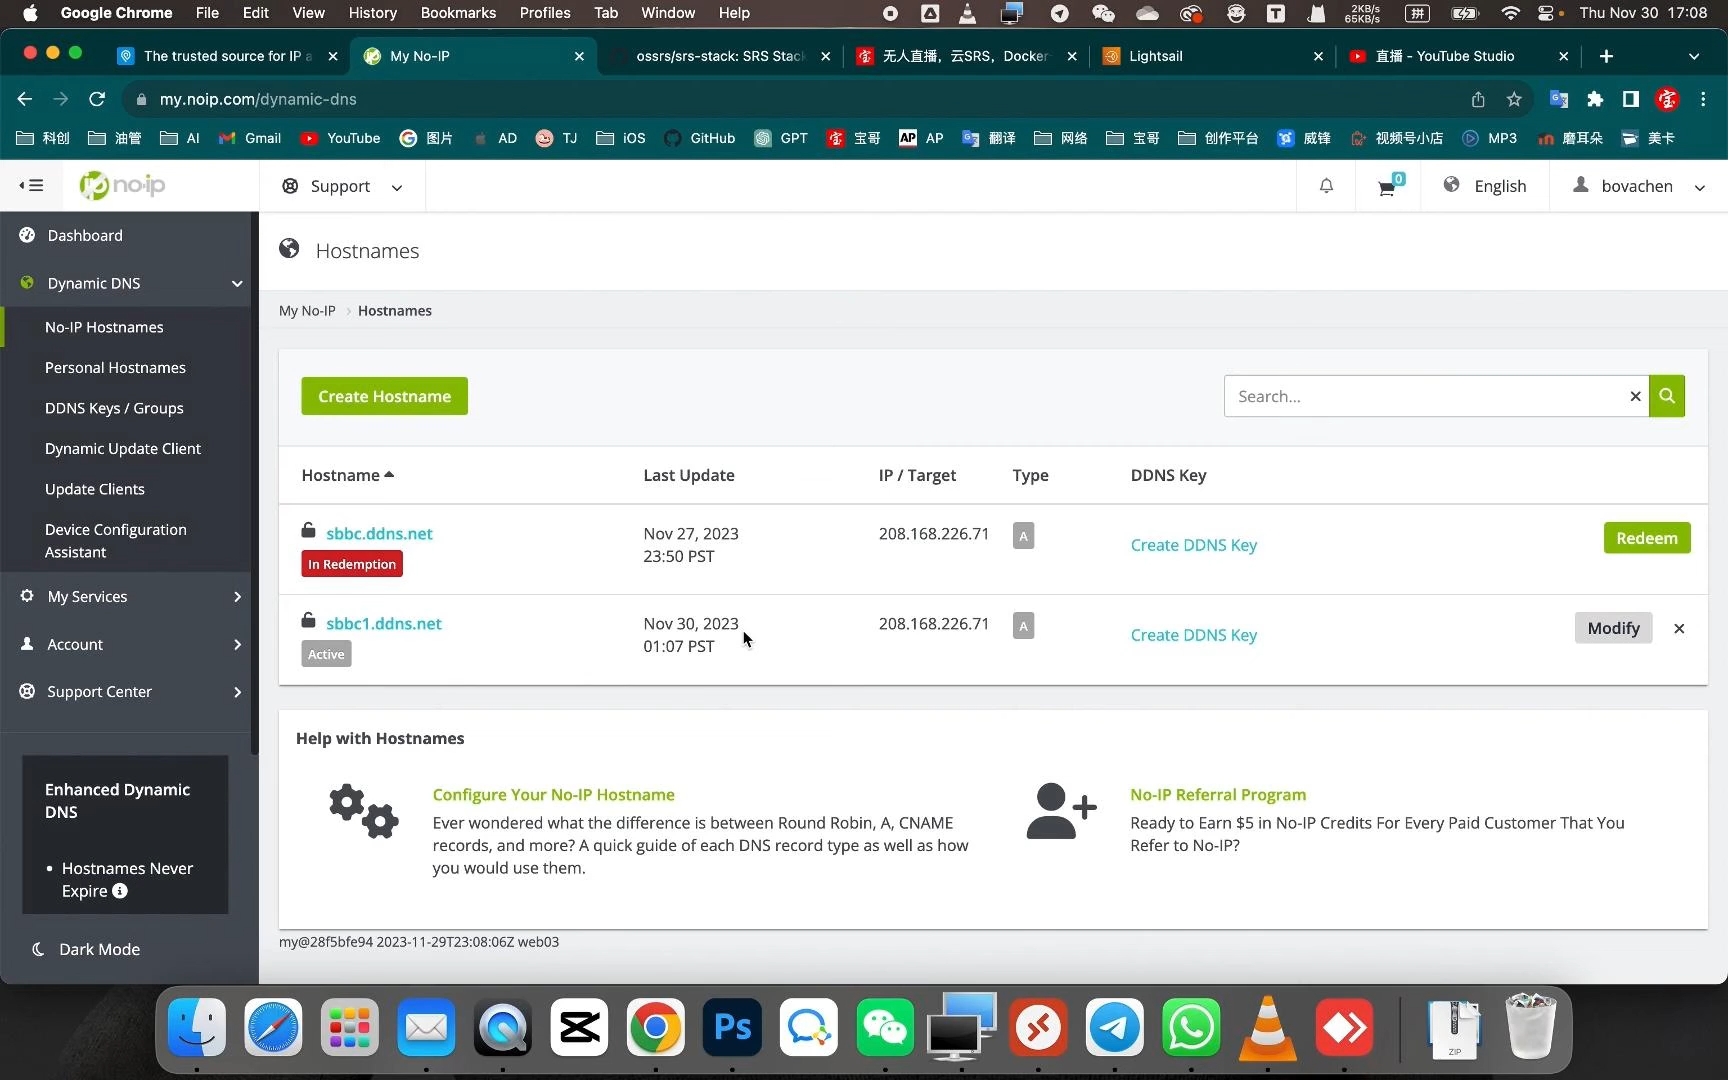 Google Chrome File Edit View History Bookmarks Profiles Tab Window Help 2KB/s 65KB/s 拼 Thu Nov 30 17:08
The trusted source for IP a
My No-IP
ossrs/srs-stack: SRS Stack
无人直播，云SRS，Docker
Lightsail
直播 - YouTube Studio
my.noip.com/dynamic-dns
科创 油管 AI Gmail YouTube 图片 AD TJ iOS GitHub GPT 宝哥 AP 翻译 网络 宝哥 创作平台 威锋 视频号小店 MP3 磨耳朵 美卡
no-ip
Support
0
English
bovachen
Dashboard
Dynamic DNS
No-IP Hostnames
Personal Hostnames
DDNS Keys / Groups
Dynamic Update Client
Update Clients
Device Configuration
Assistant
My Services
Account
Support Center
Enhanced Dynamic
DNS
• Hostnames Never
Expire
Dark Mode
Hostnames
My No-IP › Hostnames
Create Hostname
Search...
Hostname Last Update IP / Target Type DDNS Key
sbbc.ddns.net Nov 27, 2023 208.168.226.71 A Create DDNS Key Redeem
In Redemption 23:50 PST
sbbc1.ddns.net Nov 30, 2023 208.168.226.71 A Create DDNS Key Modify
Active 01:07 PST
Help with Hostnames
Configure Your No-IP Hostname
Ever wondered what the difference is between Round Robin, A, CNAME
records, and more? A quick guide of each DNS record type as well as how
you would use them.
No-IP Referral Program
Ready to Earn $5 in No-IP Credits For Every Paid Customer That You
Refer to No-IP?
my@28f5bfe94 2023-11-29T23:08:06Z web03
Ps
ZIP